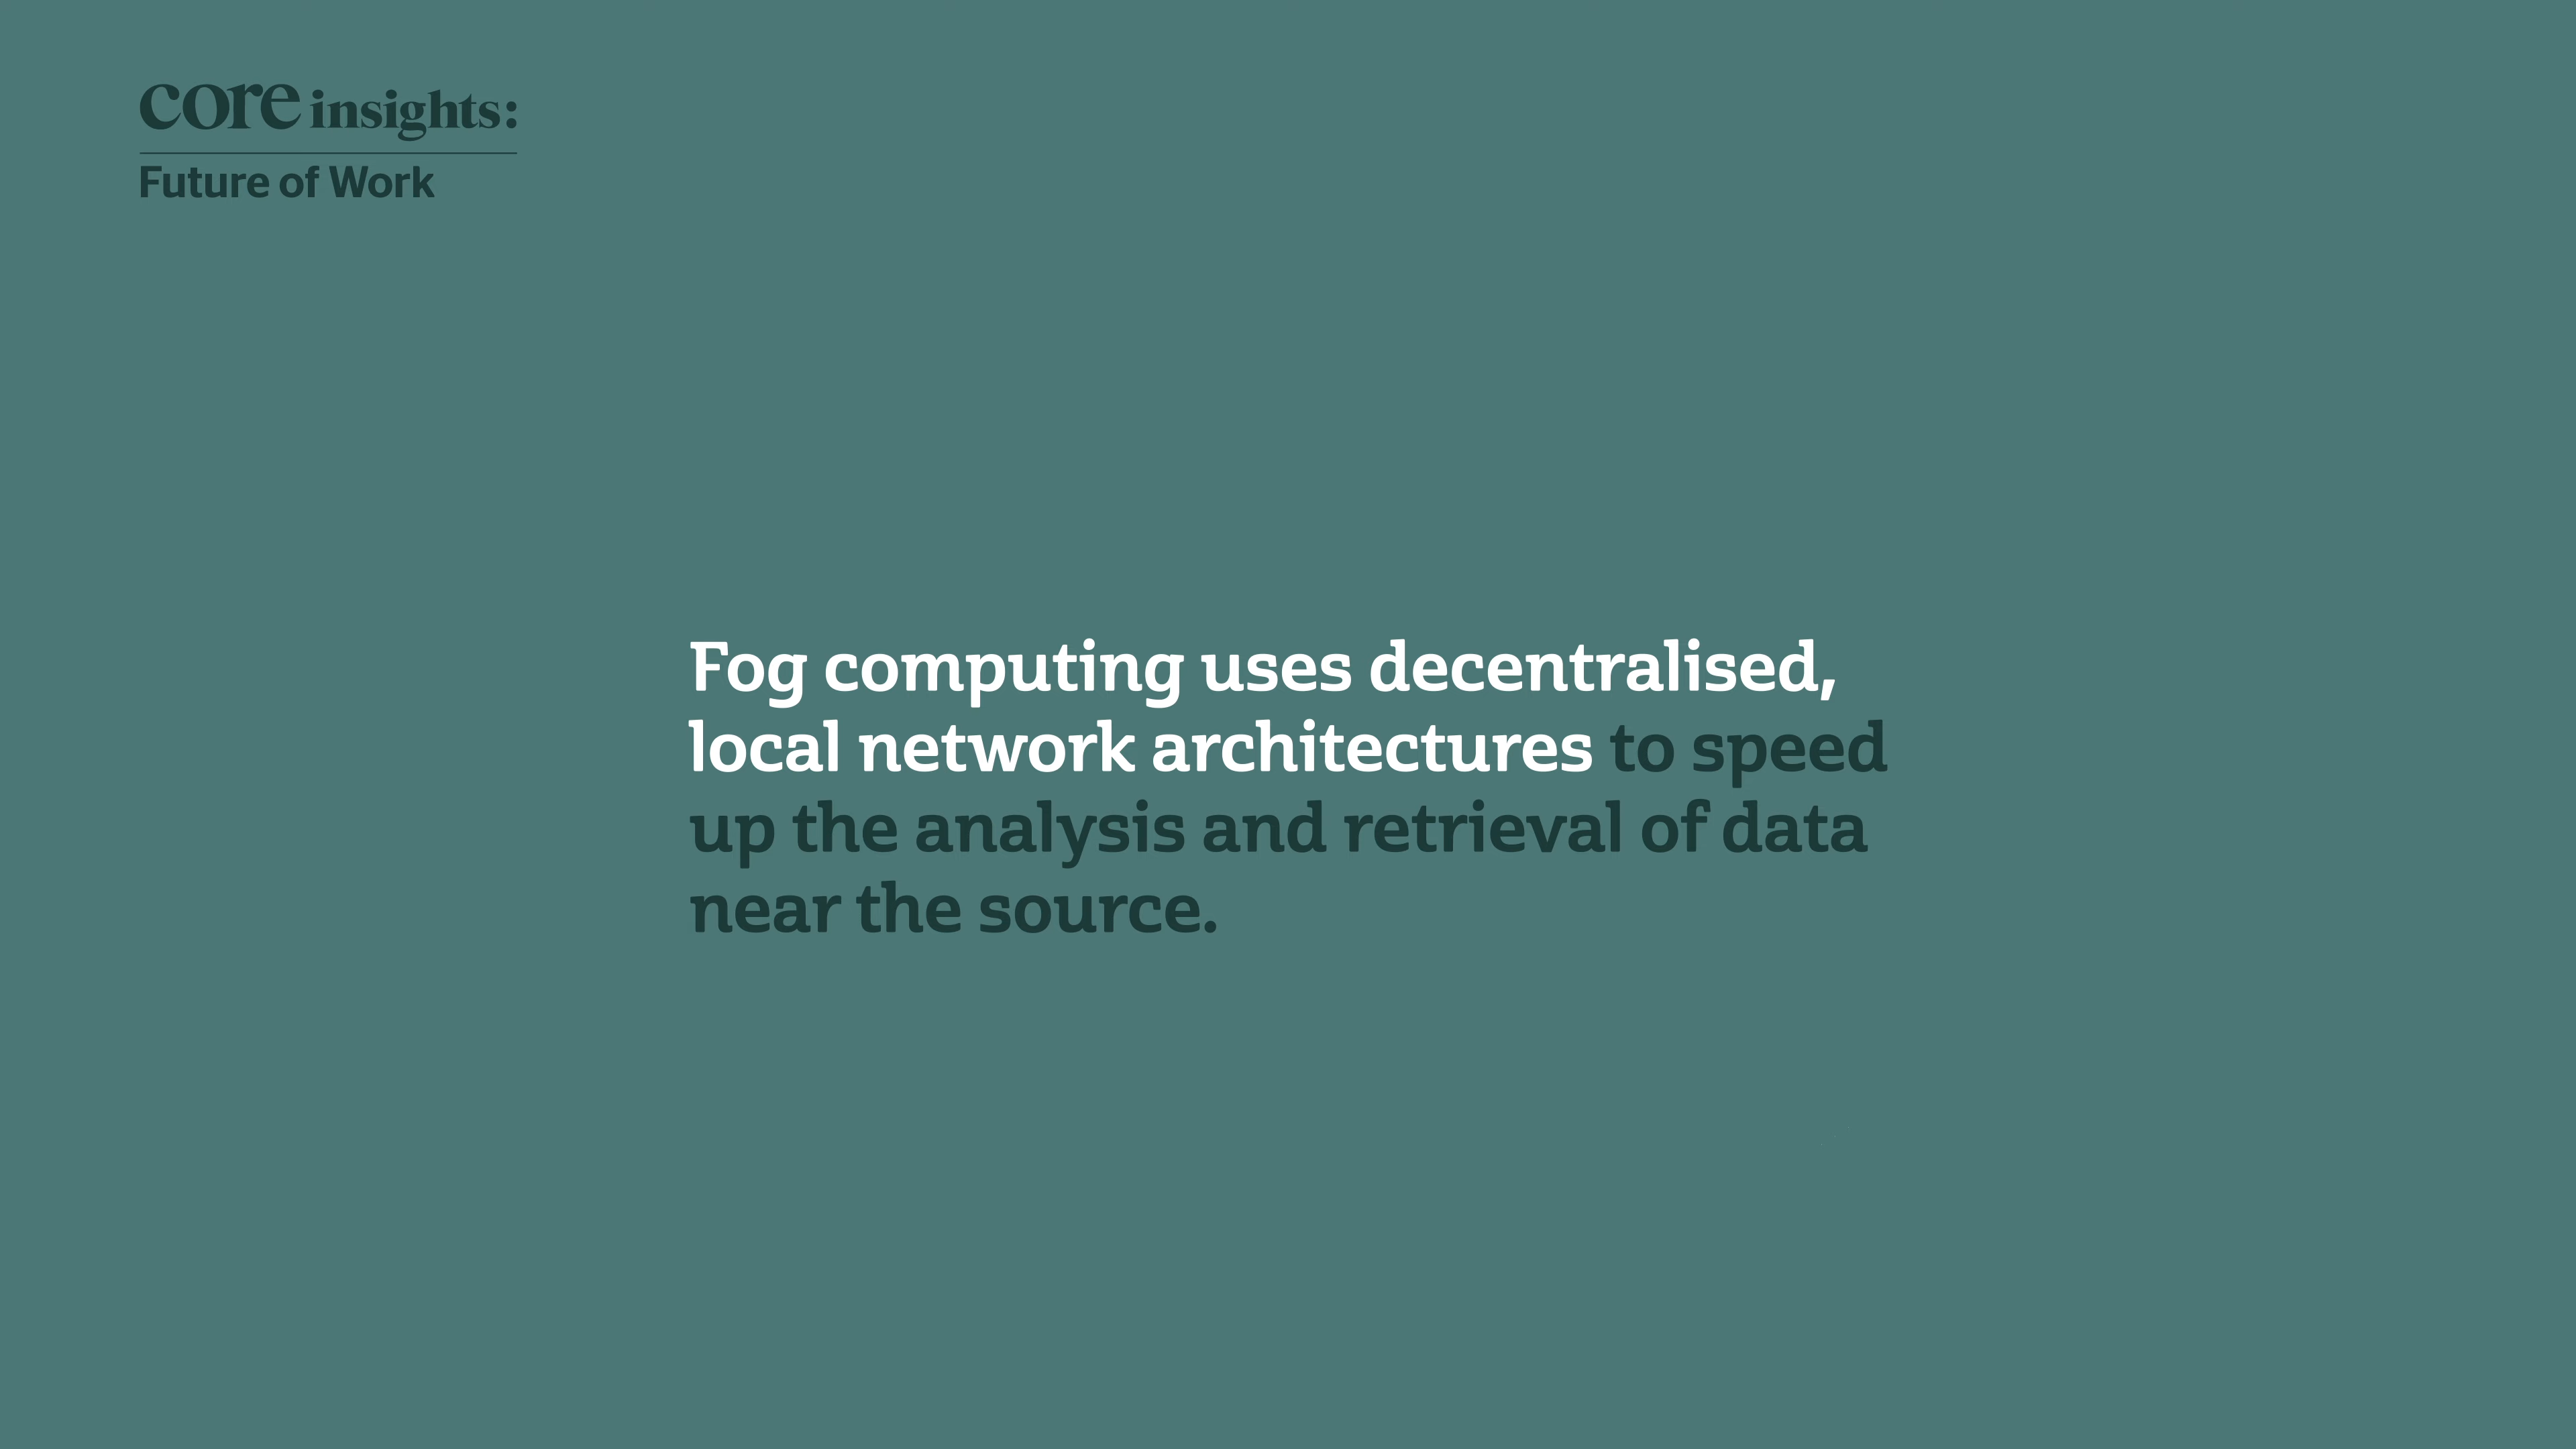 core insights:
Future of Work
Fog computing uses decentralised,
local network architectures to speed
up the analysis and retrieval of data
near the source.